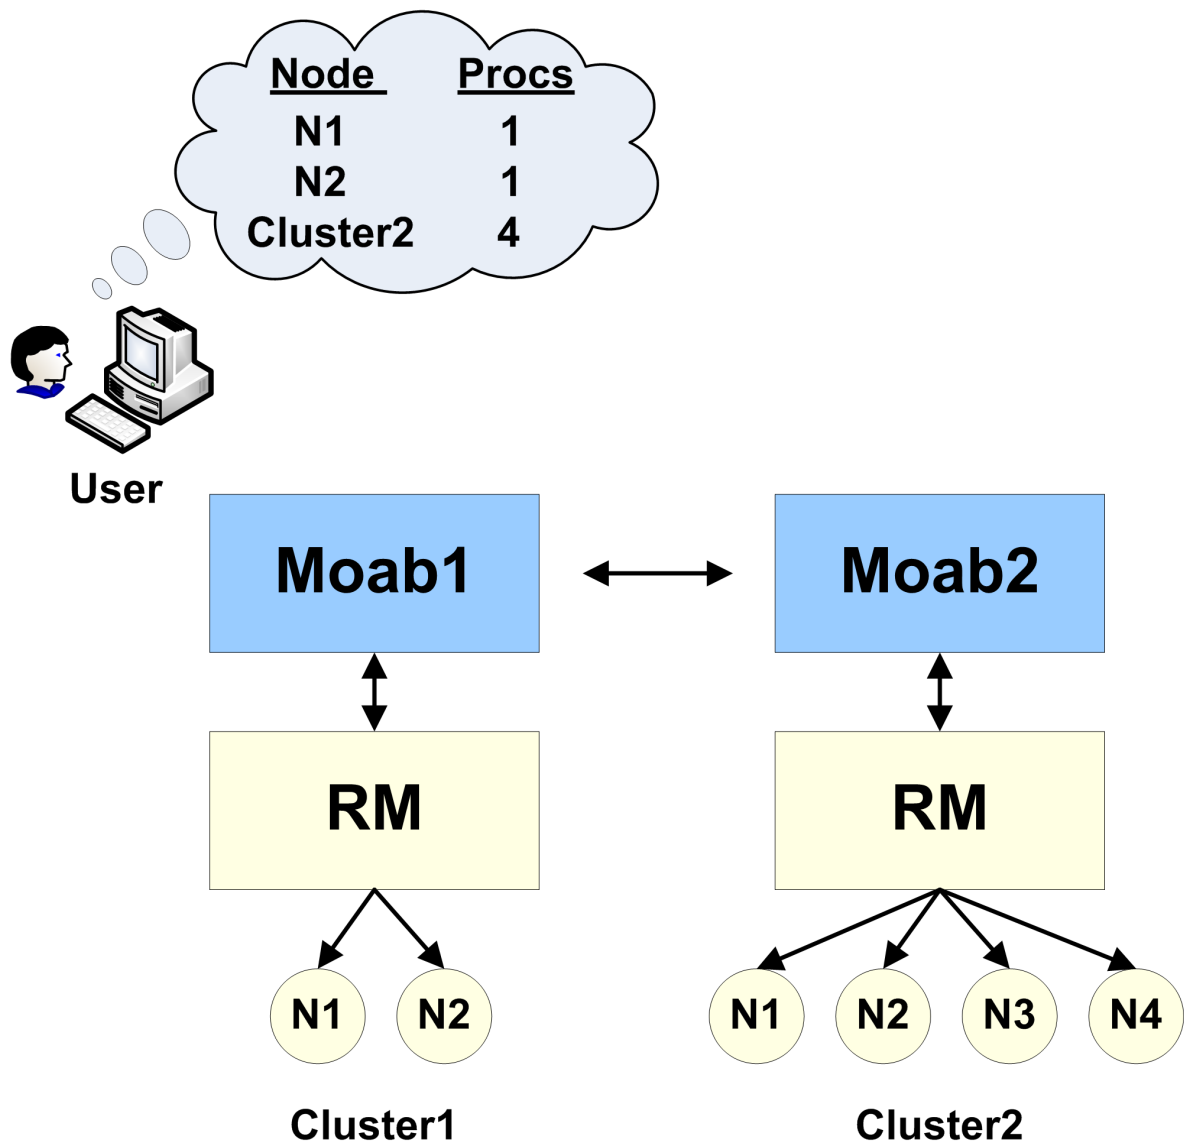 Node Procs
N1 1
N2 1
Cluster2 4
User
Moab1 Moab2
RM RM
N1 N2 N1 N2 N3 N4
Cluster1 Cluster2